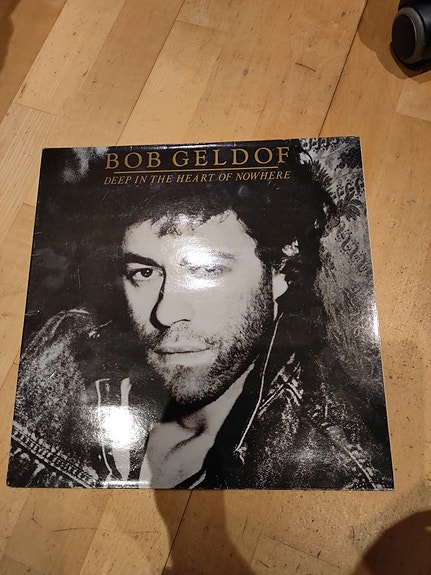 BOB GELDOF
DEEP IN THE HEART OF NOWHERE